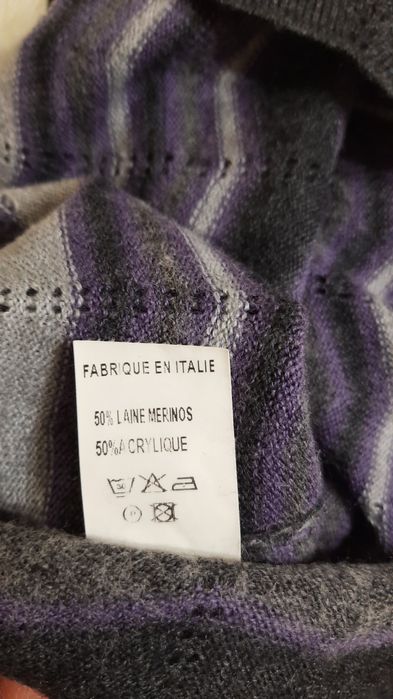 FABRIQUE EN ITALIE
50% LAINE MERINOS
50%ACRYLIQUE